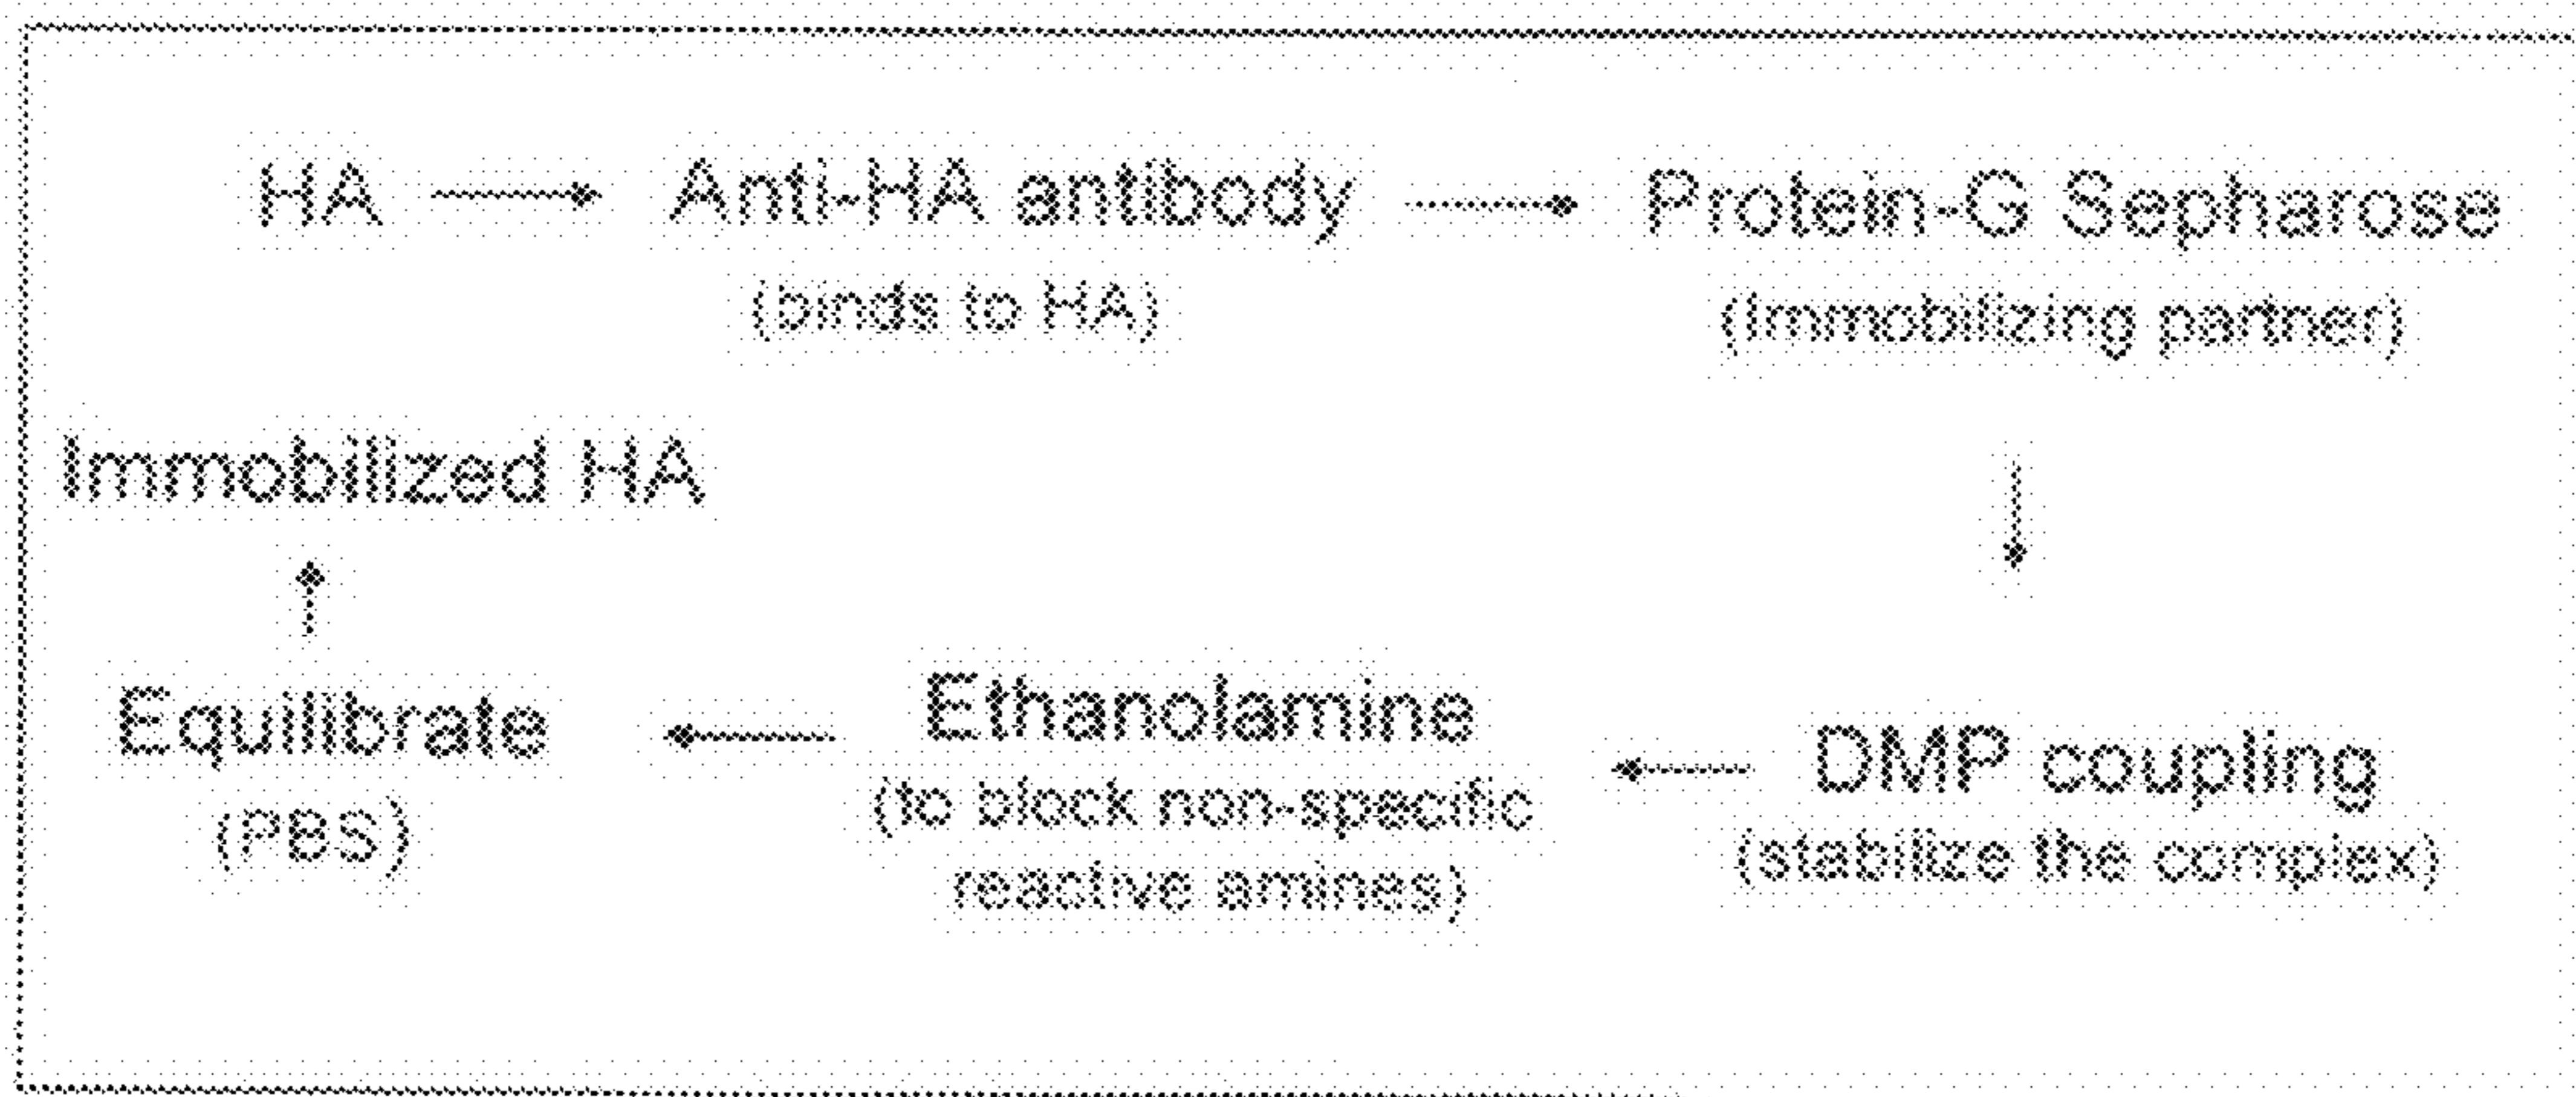 HA
Anti-HA antibody
(binds to HA)
Protein-G Sepharose
(Immobilizing partner)
DMP coupling
(stabilize the complex)
Ethanolamine
(to block non-specific
reactive amines)
Equilibrate
(PBS)
Immobilized HA